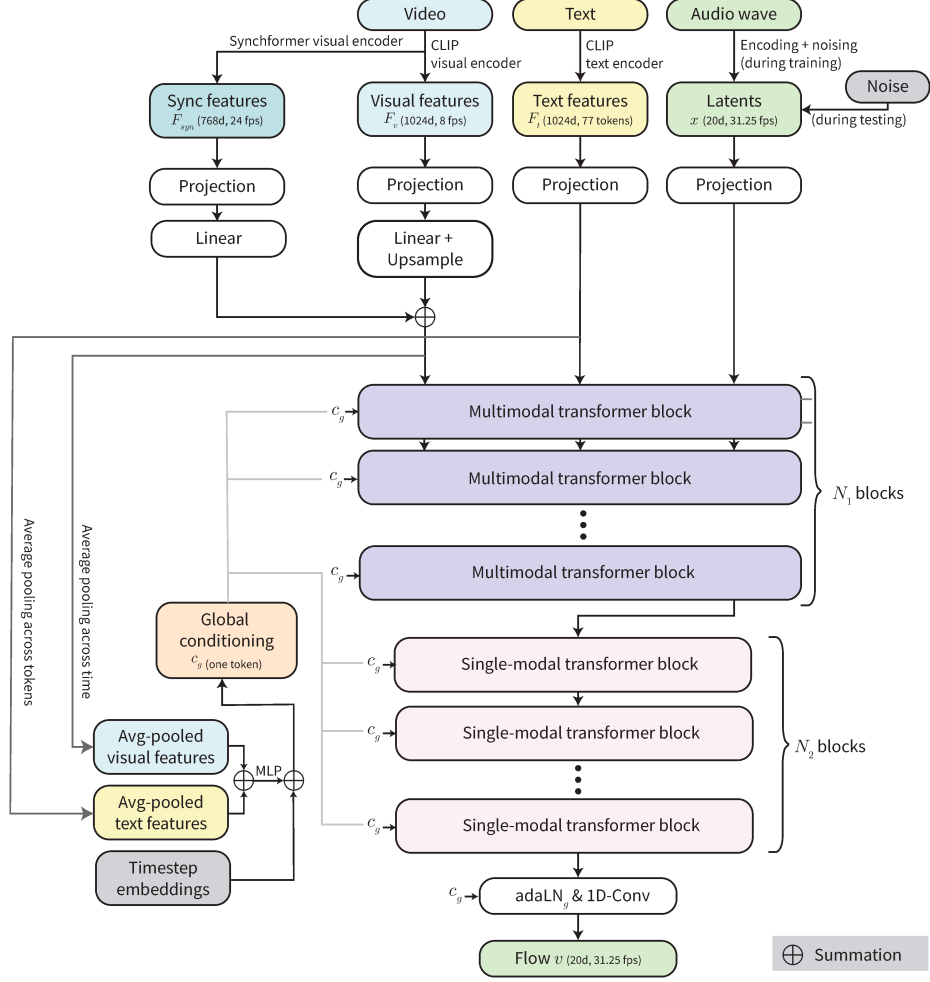 Video
Text
Audio wave
Synchformer visual encoder
CLIP
visual encoder
CLIP
text encoder
Encoding + noising
(during training)
Noise
(during testing)
Sync features
F_syn (768d, 24 fps)
Visual features
F_v (1024d, 8 fps)
Text features
F_t (1024d, 77 tokens)
Latents
x (20d, 31.25 fps)
Projection
Projection
Projection
Projection
Linear
Linear +
Upsample
c_g
Multimodal transformer block
c_g
Multimodal transformer block
N_1 blocks
c_g
Multimodal transformer block
Average pooling across tokens
Average pooling across time
Global
conditioning
c_g (one token)
c_g
Single-modal transformer block
c_g
Single-modal transformer block
N_2 blocks
c_g
Single-modal transformer block
Avg-pooled
visual features
MLP
Avg-pooled
text features
Timestep
embeddings
c_g
adaLN_g & 1D-Conv
Flow v (20d, 31.25 fps)
Summation